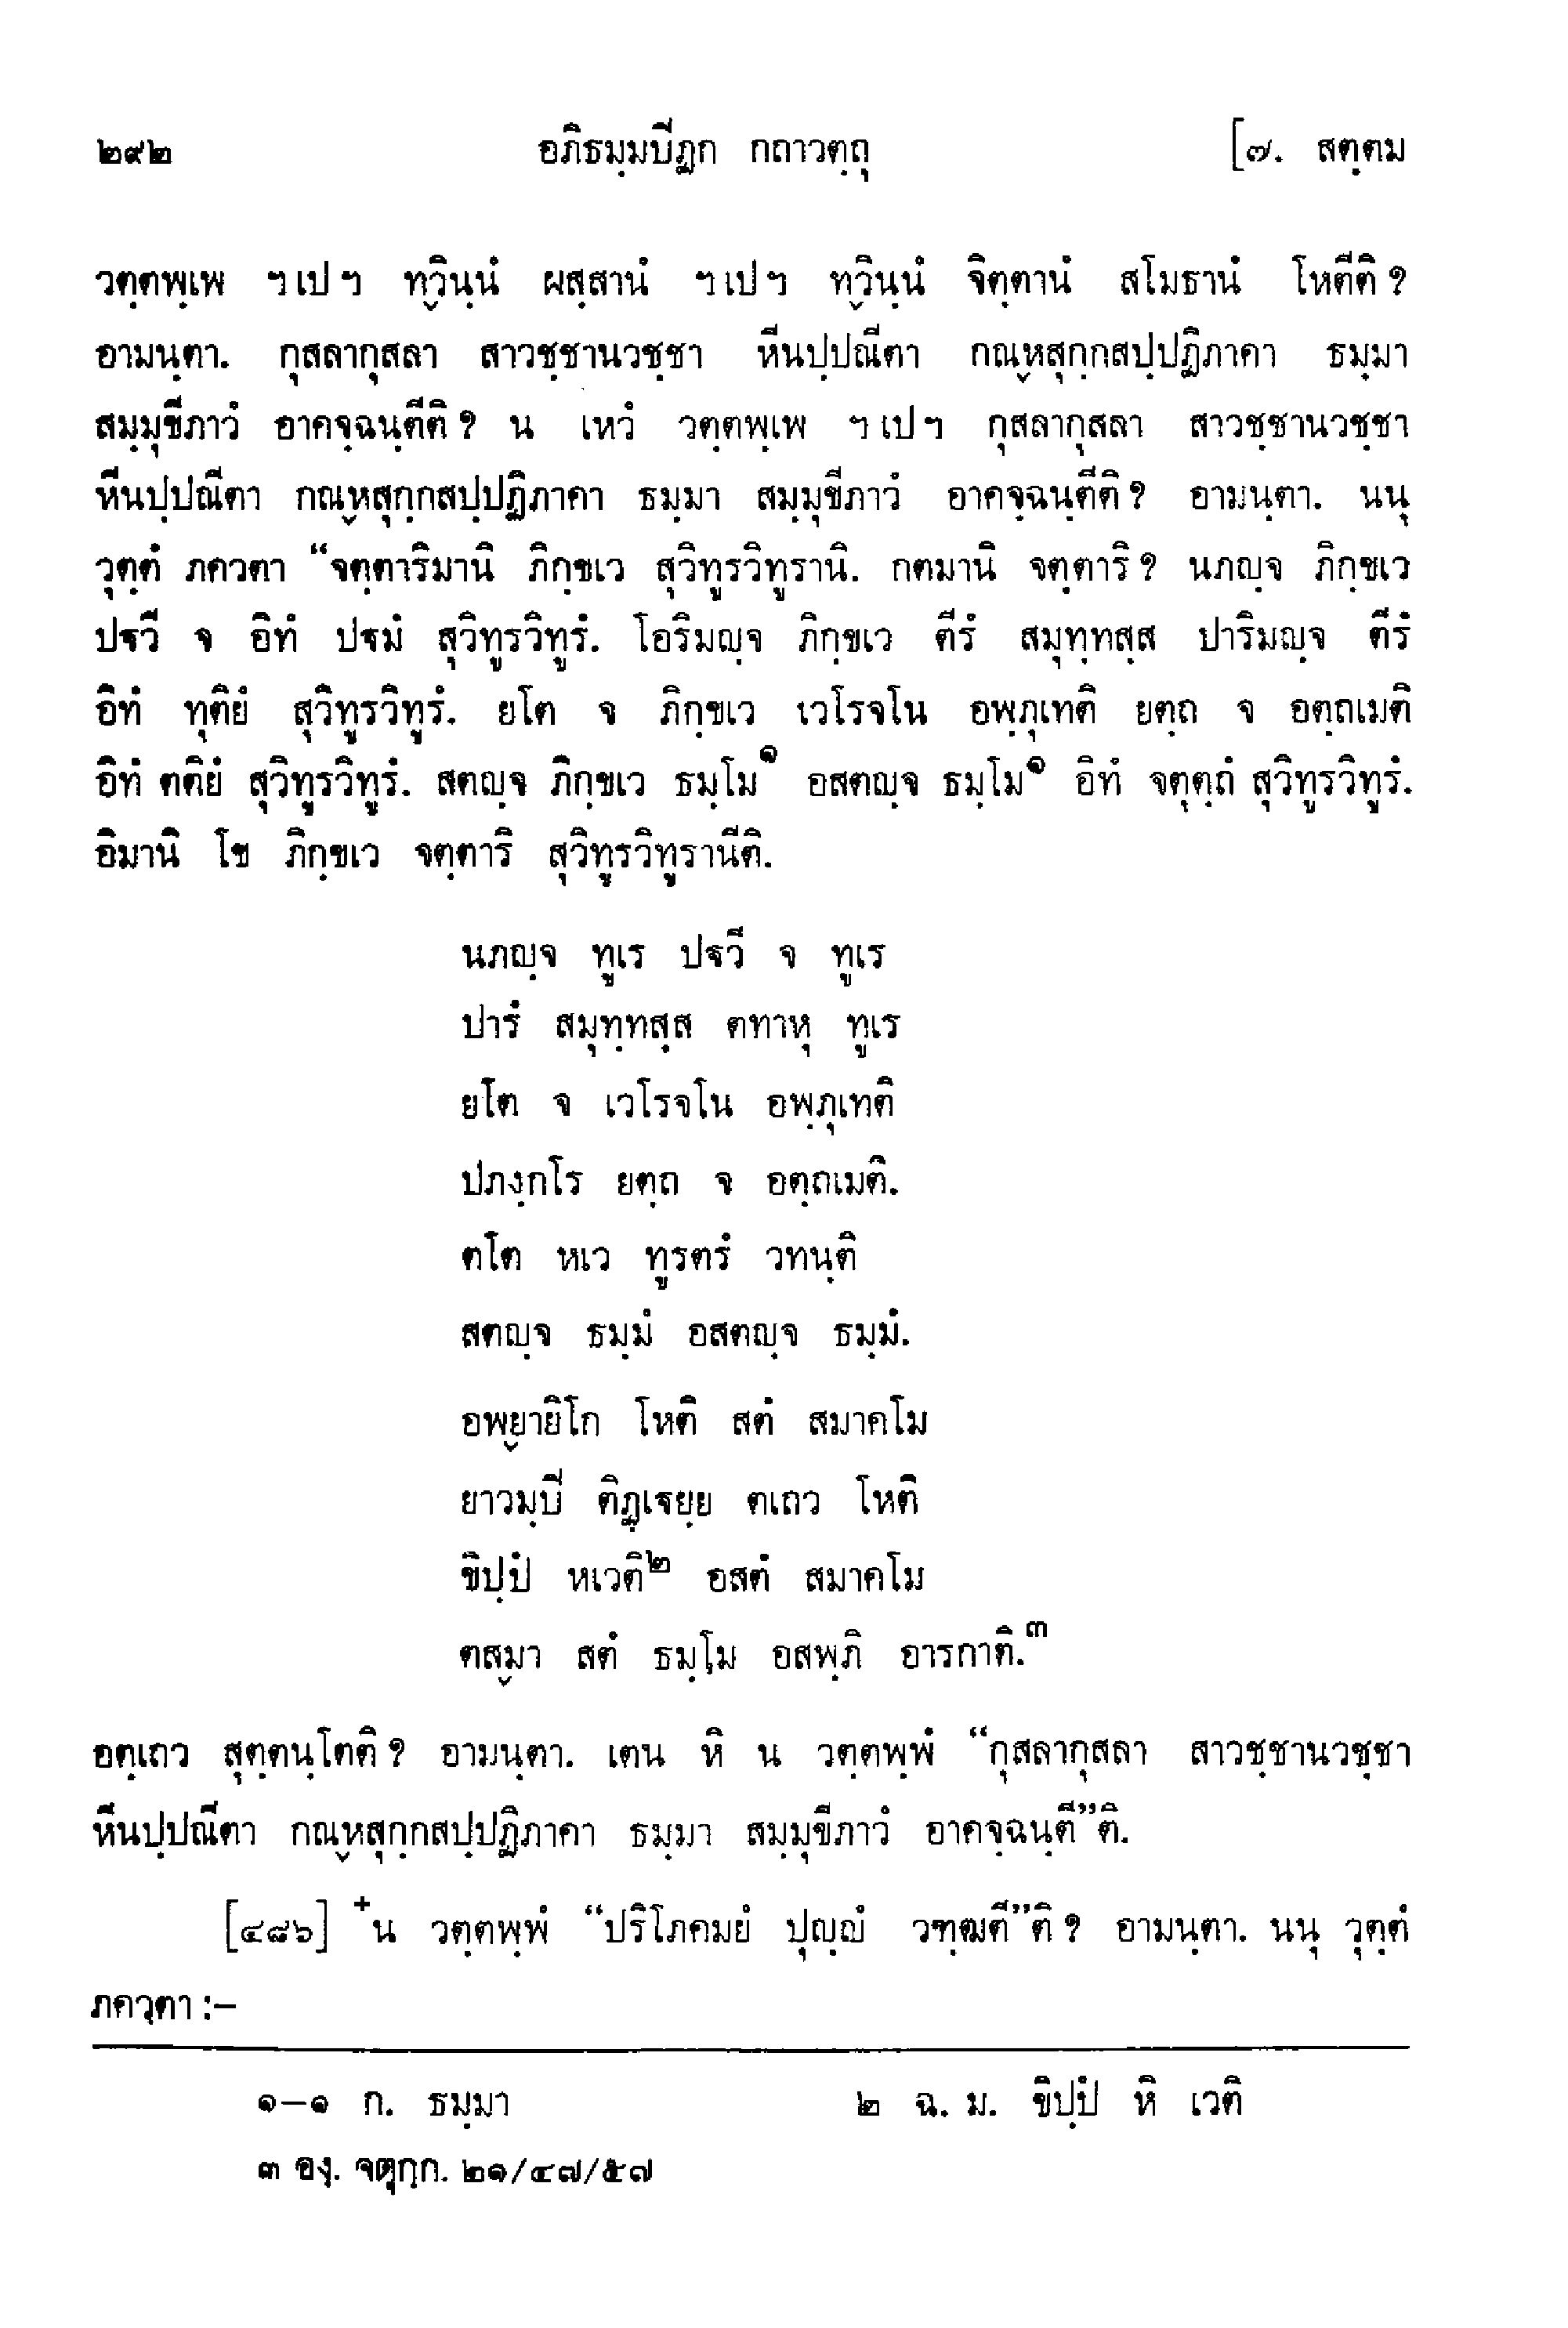 ๒๙๒ อภิธมฺมปิฏก กถาวตฺถุ [๗. สตฺตม
วตฺตพฺเพ ฯเปฯ ทฺวินฺนํ ผสฺสานํ ฯเปฯ ทฺวินฺนํ จิตฺตานํ สโมธานํ โหตีติ ?
อามนฺตา. กุสลากุสลา สาวชฺชานวชฺชา หีนปฺปณีตา กณฺหสุกฺกสปฺปฏิภาคา ธมฺมา
สมฺมุขีภาวํ อาคจฺฉนฺตีติ ? น เหวํ วตฺตพฺเพ ฯเปฯ กุสลากุสลา สาวชฺชานวชฺชา
หีนปฺปณีตา กณฺหสุกฺกสปฺปฏิภาคา ธมฺมา สมฺมุขีภาวํ อาคจฺฉนฺตีติ ? อามนฺตา. นนุ
วุตฺตํ ภควตา “จตฺตาริมานิ ภิกฺขเว สุวิทูรวิทูรานิ. กตมานิ จตฺตาริ ? นภญฺจ ภิกฺขเว
ปฐวี จ อิทํ ปฐมํ สุวิทูรวิทูรํ. โอริมญฺจ ภิกฺขเว ตีรํ สมุทฺทสฺส ปาริมญฺจ ตีรํ
อิทํ ทุติยํ สุวิทูรวิทูรํ. ยโต จ ภิกฺขเว เวโรจโน อพฺภุเทติ ยตฺถ จ อตฺถเมติ
อิทํ ตติยํ สุวิทูรวิทูรํ. สตญฺจ ภิกฺขเว ธมฺโม๑ อสตญฺจ ธมฺโม๑ อิทํ จตุตฺถํ สุวิทูรวิทูรํ.
อิมานิ โข ภิกฺขเว จตฺตาริ สุวิทูรวิทูรานีติ.
นภญฺจ ทูเร ปฐวี จ ทูเร
ปารํ สมุทฺทสฺส ตทาหุ ทูเร
ยโต จ เวโรจโน อพฺภุเทติ
ปภงฺกโร ยตฺถ จ อตฺถเมติ.
ตโต หเว ทูรตรํ วทนฺติ
สตญฺจ ธมฺมํ อสตญฺจ ธมฺมํ.
อพฺยายิโก โหติ สตํ สมาคโม
ยาวมฺปิ ติฏฺเฐยฺย ตเถว โหติ
ขิปฺปํ หเวติ๒ อสตํ สมาคโม
ตสฺมา สตํ ธมฺโม อสพฺภิ อารกาติ.๓
อตฺเถว สุตฺตนฺโตติ ? อามนฺตา. เตน หิ น วตฺตพฺพํ “กุสลากุสลา สาวชฺชานวชฺชา
หีนปฺปณีตา กณฺหสุกฺกสปฺปฏิภาคา ธมฺมา สมฺมุขีภาวํ อาคจฺฉนฺตี”ติ.
[๔๘๖] +น วตฺตพฺพํ “ปริโภคมยํ ปุญฺญํ วฑฺฒตี”ติ ? อามนฺตา. นนุ วุตฺตํ
ภควตา :–
๑–๑ ก. ธมฺมา ๒ ฉ. ม. ขิปฺปํ หิ เวติ
๓ องฺ. จตุกฺก. ๒๑/๔๗/๕๗